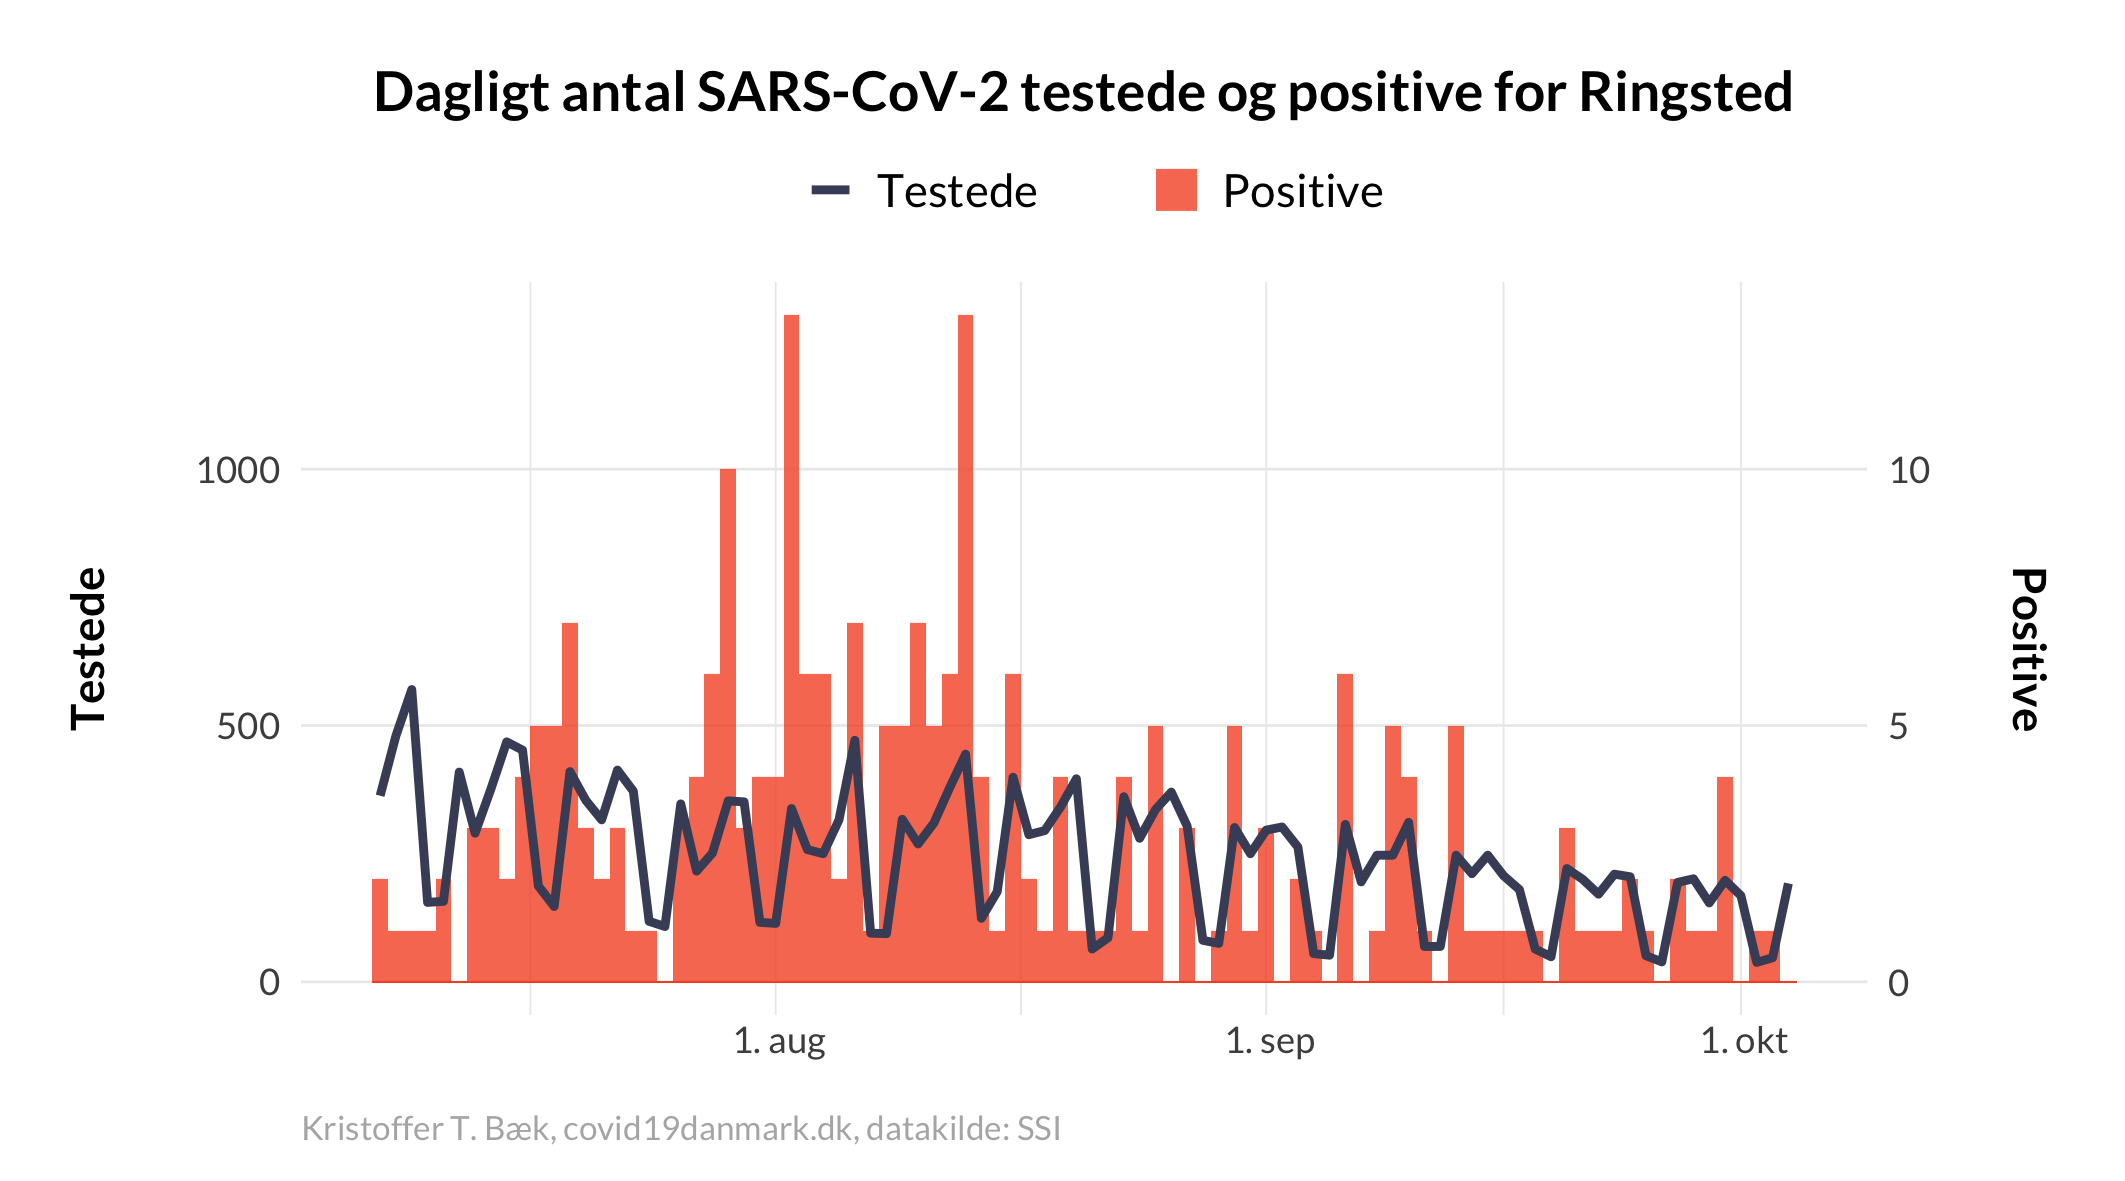 Dagligt antal SARS-CoV-2 testede og positive for Ringsted
Testede
Positive
1000
500
0
Testede
10
5
0
Positive
1. aug
1. sep
1. okt
Kristoffer T. Bæk, covid19danmark.dk, datakilde: SSI